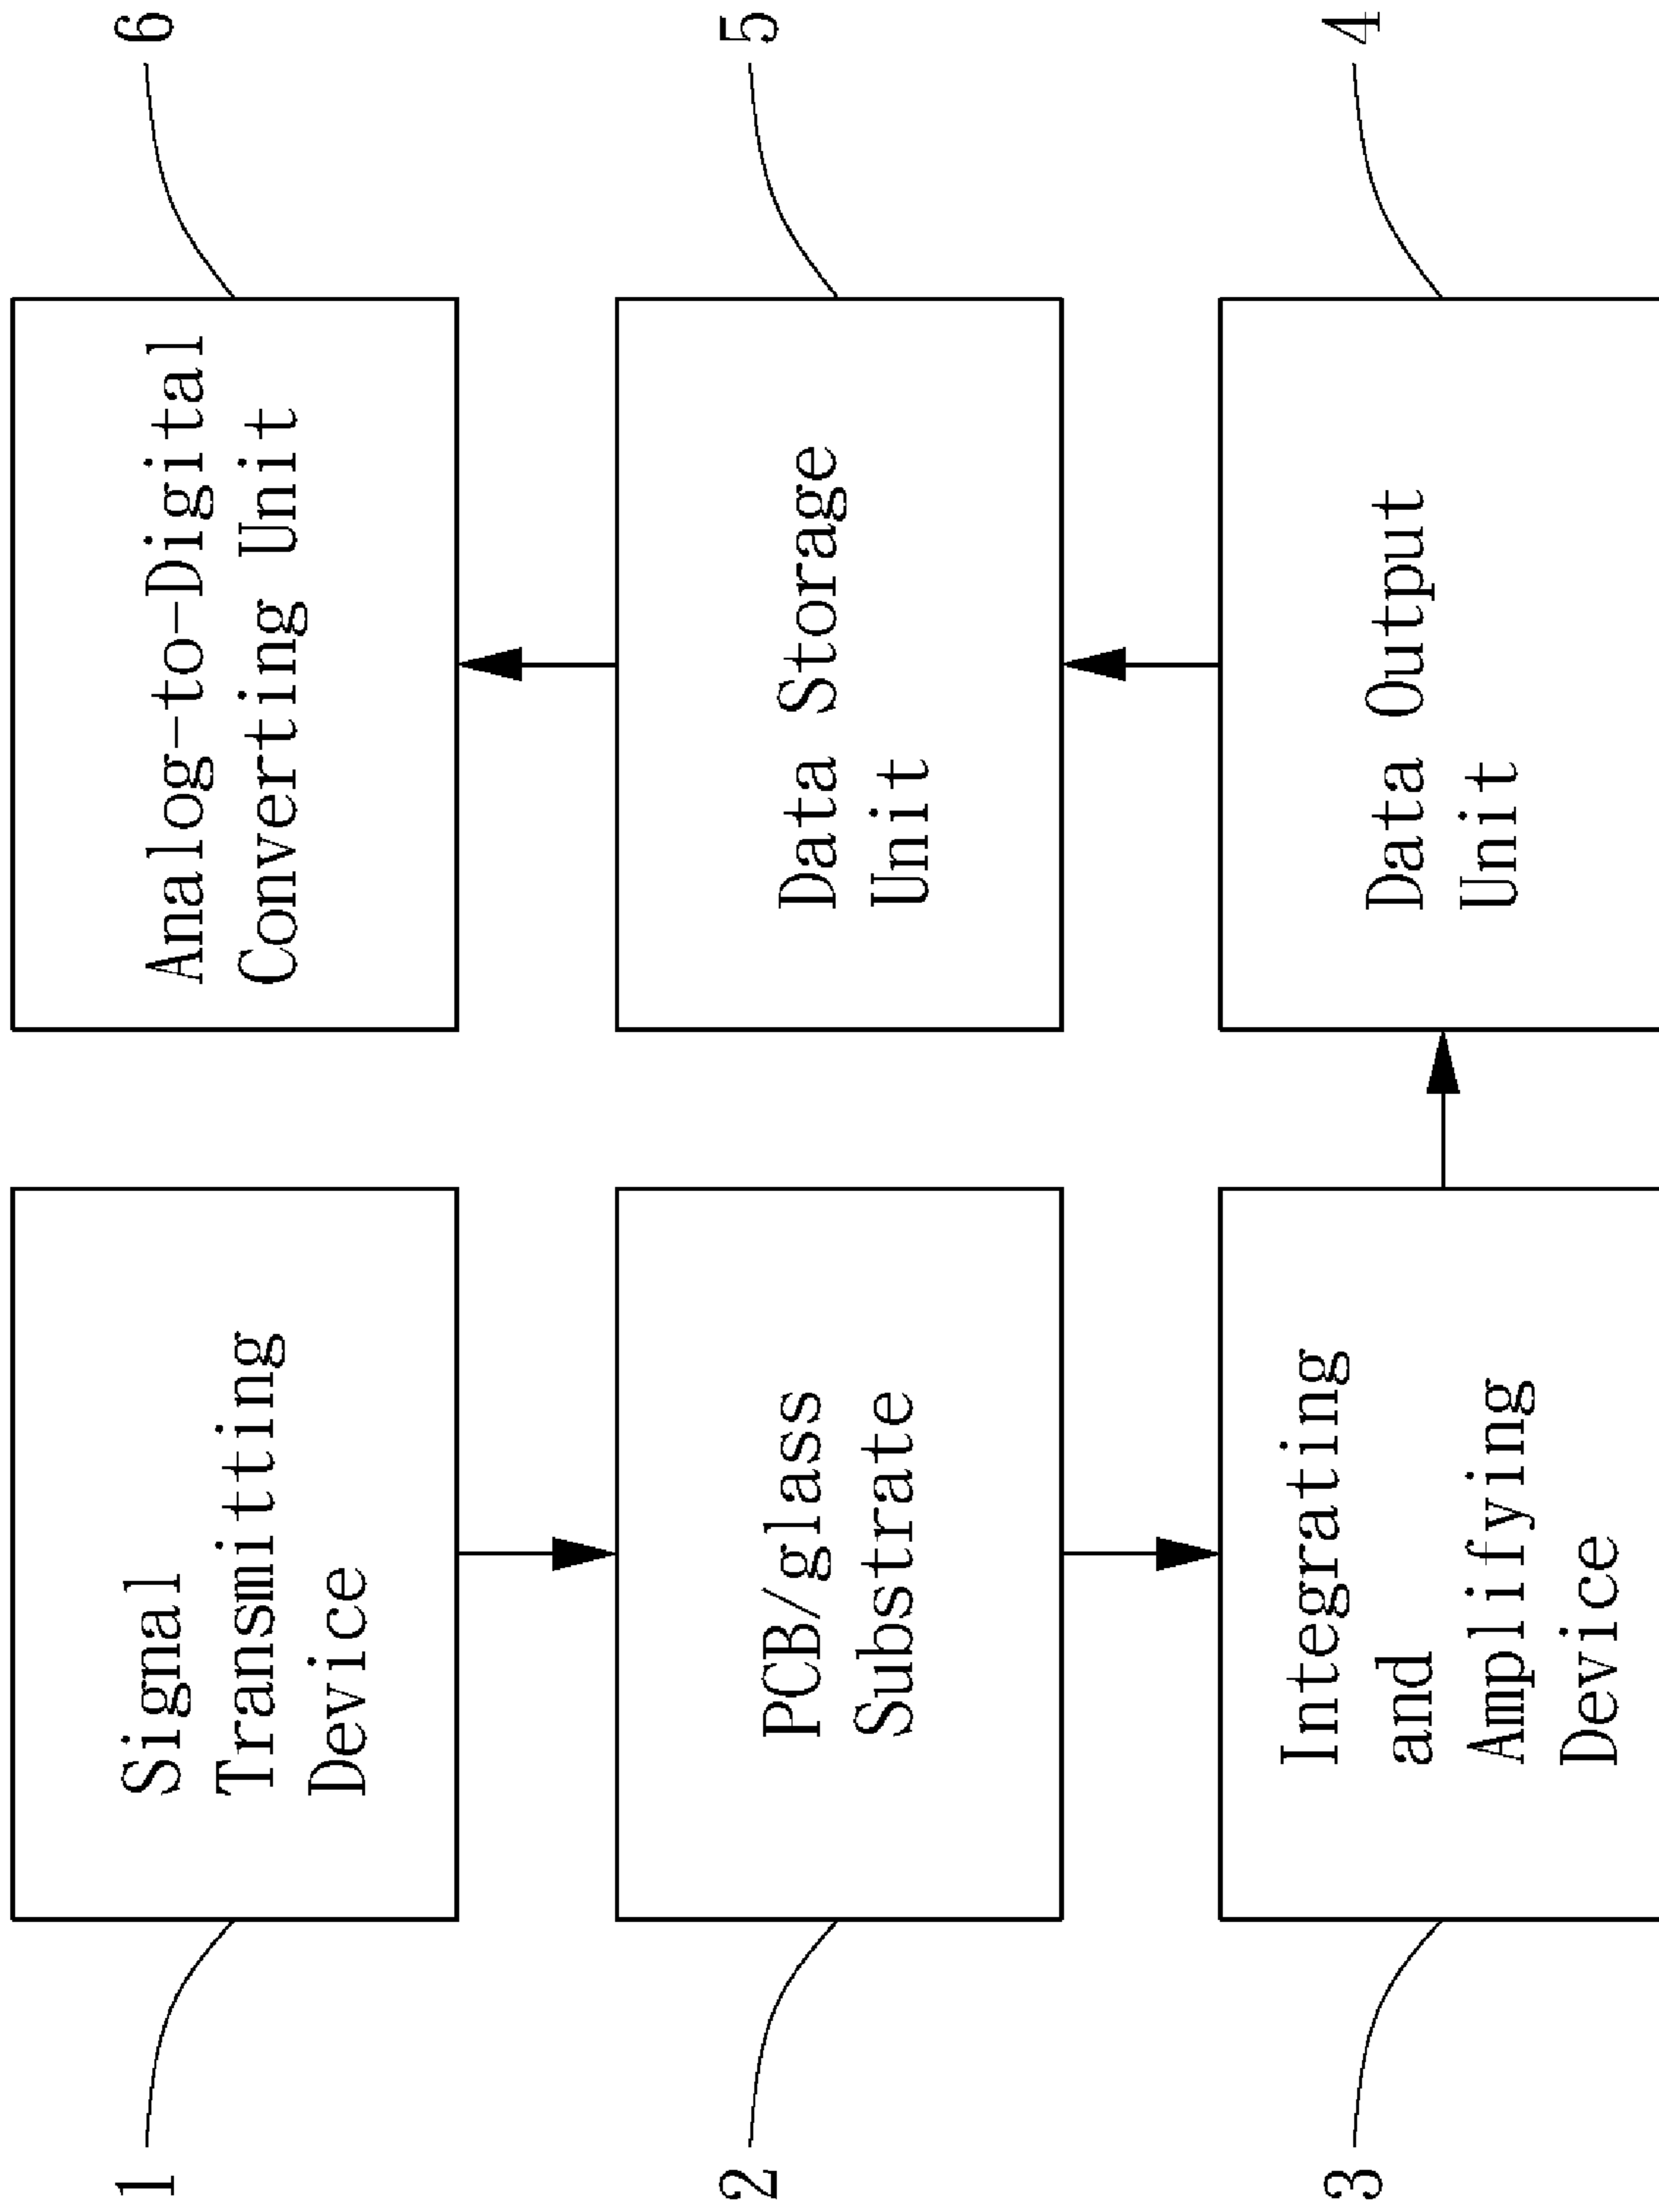 1
Signal
Transmitting
Device
2
PCB/glass
Substrate
3
Integrating
and
Amplifying
Device
4
Data Output
Unit
5
Data Storage
Unit
6
Analog-to-Digital
Converting Unit